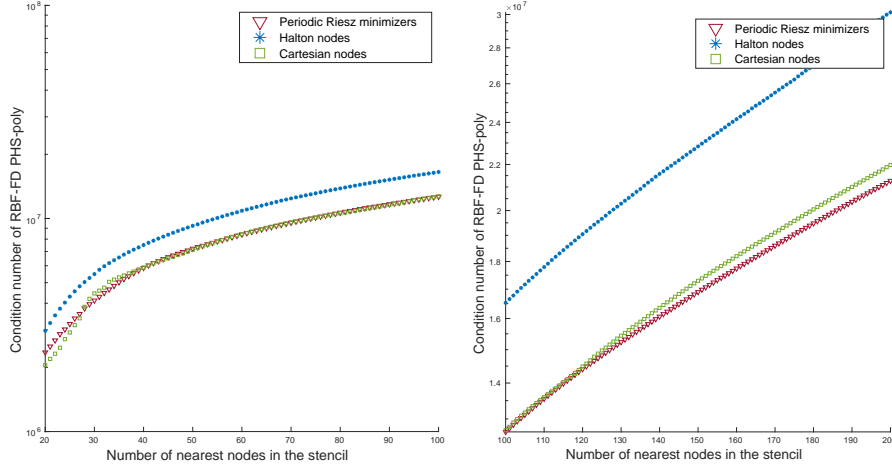 10^8
10^7
10^6
Condition number of RBF-FD PHS-poly
Periodic Riesz minimizers
Halton nodes
Cartesian nodes
20 30 40 50 60 70 80 90 100
Number of nearest nodes in the stencil
×10^7
3
2.8
2.6
2.4
2.2
2
1.8
1.6
1.4
Condition number of RBF-FD PHS-poly
Periodic Riesz minimizers
Halton nodes
Cartesian nodes
100 110 120 130 140 150 160 170 180 190 200
Number of nearest nodes in the stencil